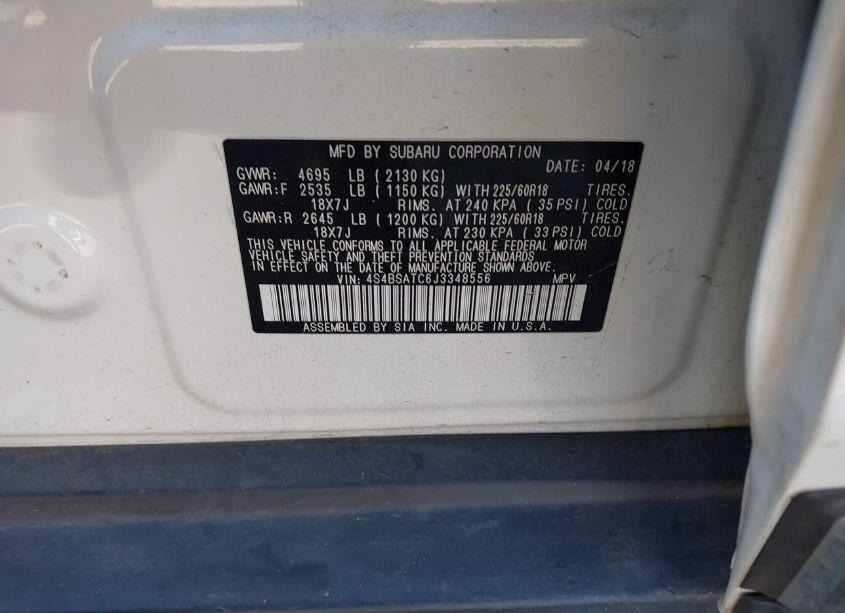 MFD BY SUBARU CORPORATION
DATE: 04/18
GVWR: 4695 LB (2130 KG)
GAWR:F 2535 LB (1150 KG) WITH 225/60R18 TIRES.
18X7J RIMS. AT 240 KPA (35 PSI) COLD
GAWR:R 2645 LB (1200 KG) WITH 225/60R18 TIRES.
18X7J RIMS. AT 230 KPA (33 PSI) COLD
THIS VEHICLE CONFORMS TO ALL APPLICABLE FEDERAL MOTOR
VEHICLE SAFETY AND THEFT PREVENTION STANDARDS
IN EFFECT ON THE DATE OF MANUFACTURE SHOWN ABOVE.
VIN: 4S4BSATC6J3348556 MPV
ASSEMBLED BY SIA INC. MADE IN U.S.A.